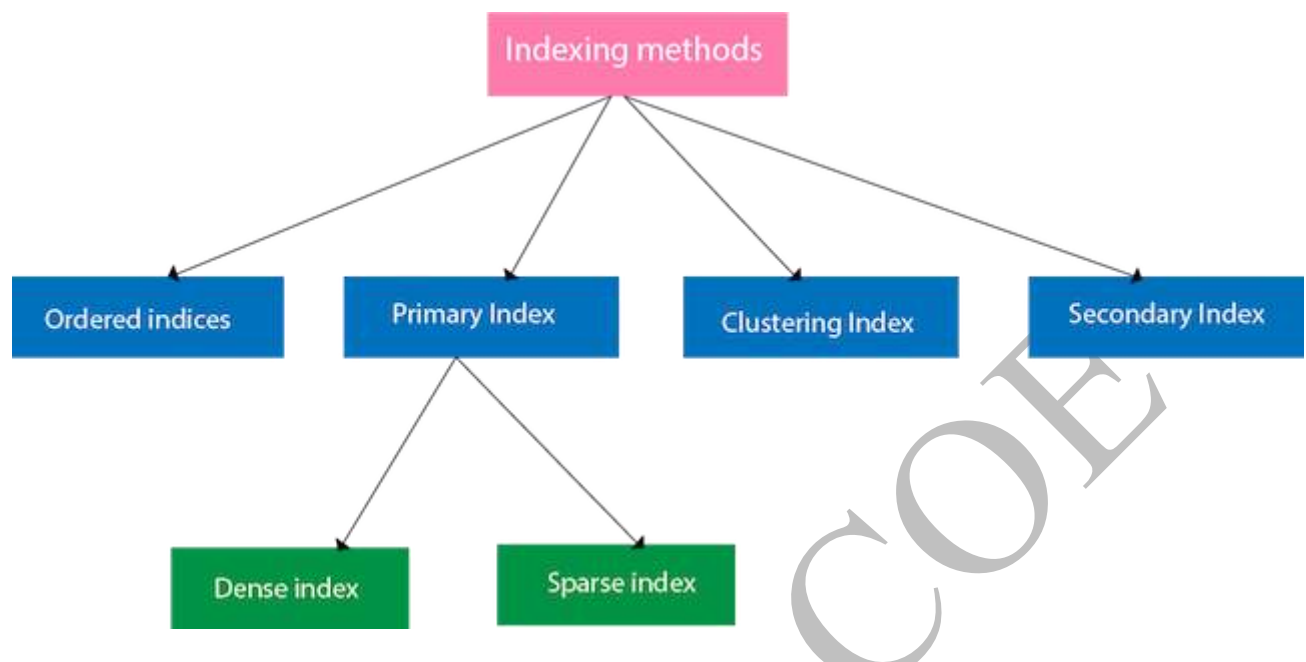 Indexing methods
Ordered indices
Primary Index
Clustering Index
Secondary Index
Dense index
Sparse index
COE